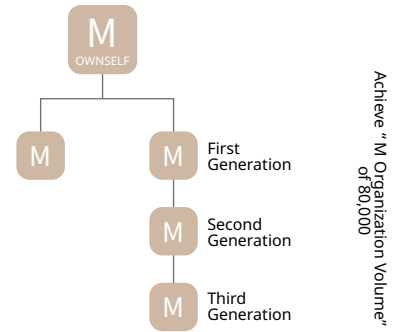 M
OWNSELF
M
M
First
Generation
M
Second
Generation
M
Third
Generation
Achieve “ M Organization Volume”
of 80,000